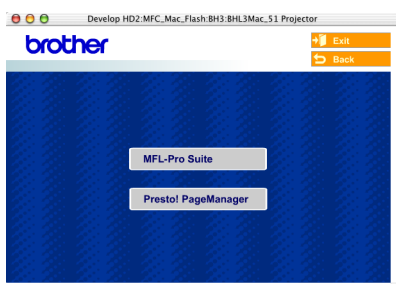 Develop HD2:MFC_Mac_Flash:BH3:BHL3Mac_51 Projector
brother
Exit
Back
MFL-Pro Suite
Presto! PageManager